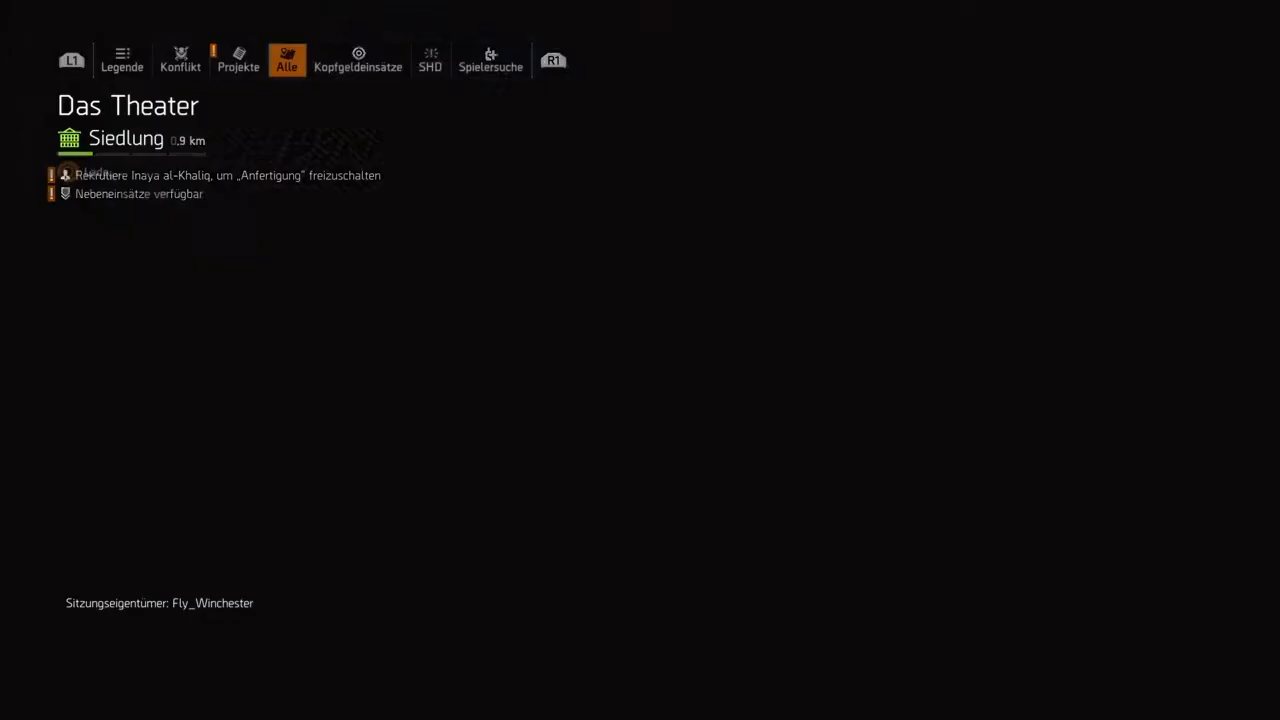 L1
Legende
Konflikt
Projekte
Alle
Kopfgeldeinsätze
SHD
Spielersuche
R1
Das Theater
Siedlung 0.9 km
Rekrutiere Inaya al-Khaliq, um „Anfertigung“ freizuschalten
Nebeneinsätze verfügbar
Sitzungseigentümer: Fly_Winchester